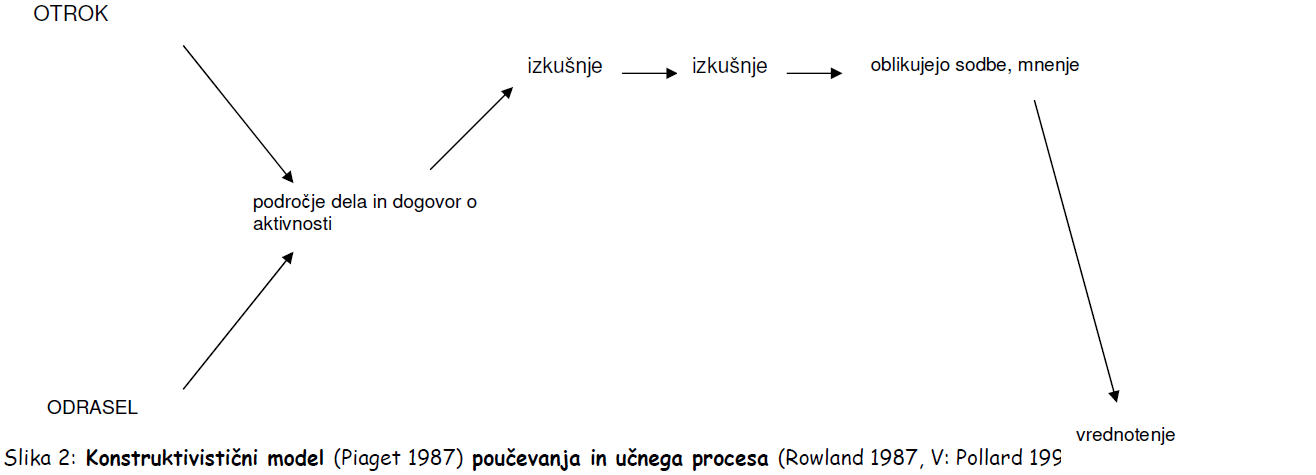 OTROK
izkušnje
izkušnje
oblikujejo sodbe, mnenje
področje dela in dogovor o
aktivnosti
ODRASEL
vrednotenje
Slika 2: Konstruktivistični model (Piaget 1987) poučevanja in učnega procesa (Rowland 1987, V: Pollard 199